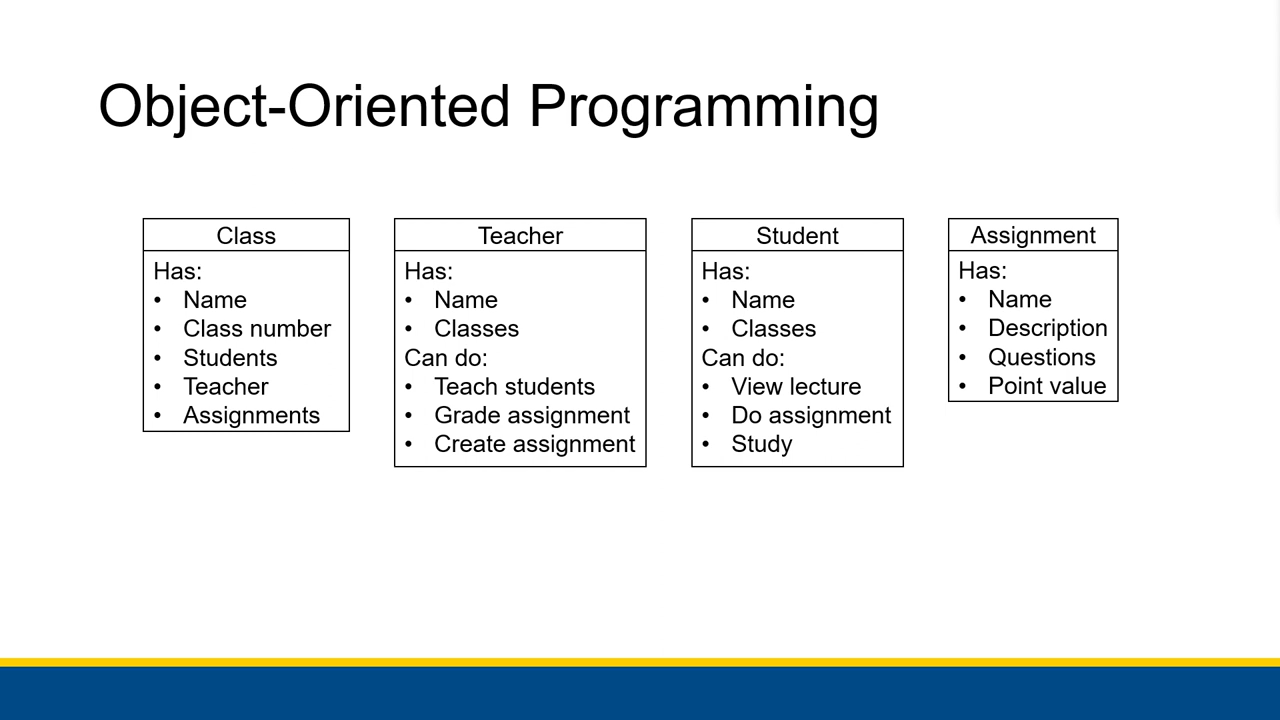 Object-Oriented Programming
Class
Has:
• Name
• Class number
• Students
• Teacher
• Assignments
Teacher
Has:
• Name
• Classes
Can do:
• Teach students
• Grade assignment
• Create assignment
Student
Has:
• Name
• Classes
Can do:
• View lecture
• Do assignment
• Study
Assignment
Has:
• Name
• Description
• Questions
• Point value